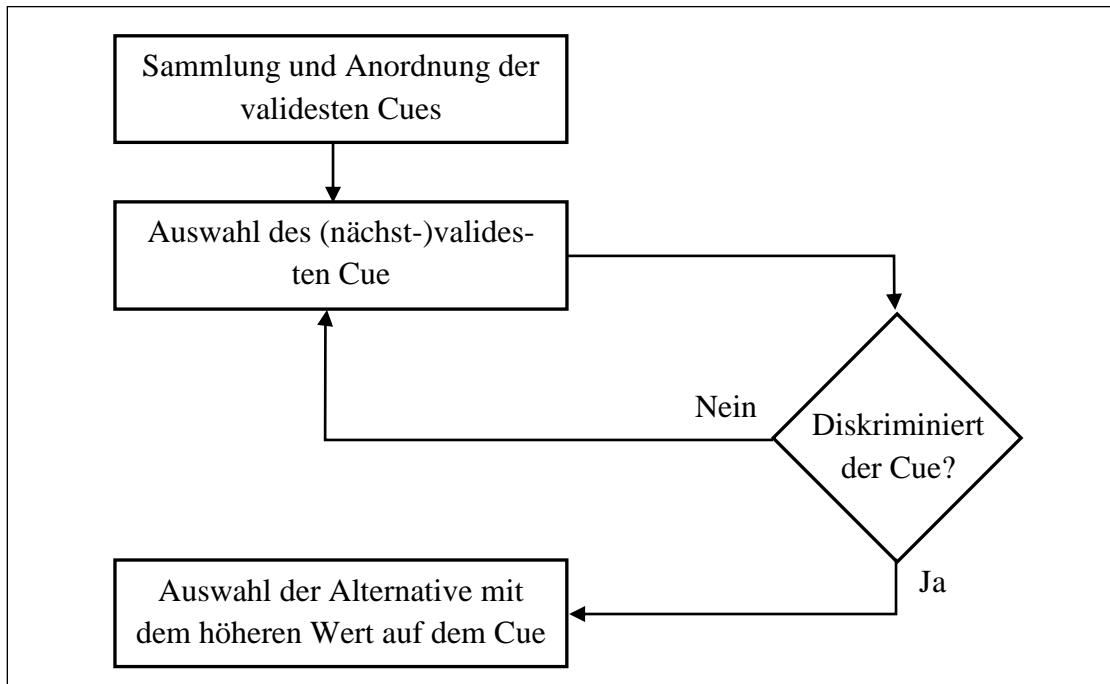 Sammlung und Anordnung der
validesten Cues
Auswahl des (nächst-)valides-
ten Cue
Nein
Diskriminiert
der Cue?
Ja
Auswahl der Alternative mit
dem höheren Wert auf dem Cue